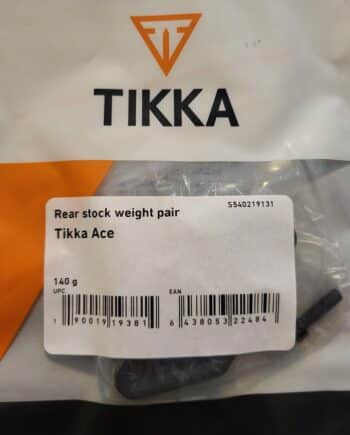 TIKKA
Rear stock weight pair
S540219131
Tikka Ace
140 g
UPC
EAN
1 90019 19381
6 438053 22484